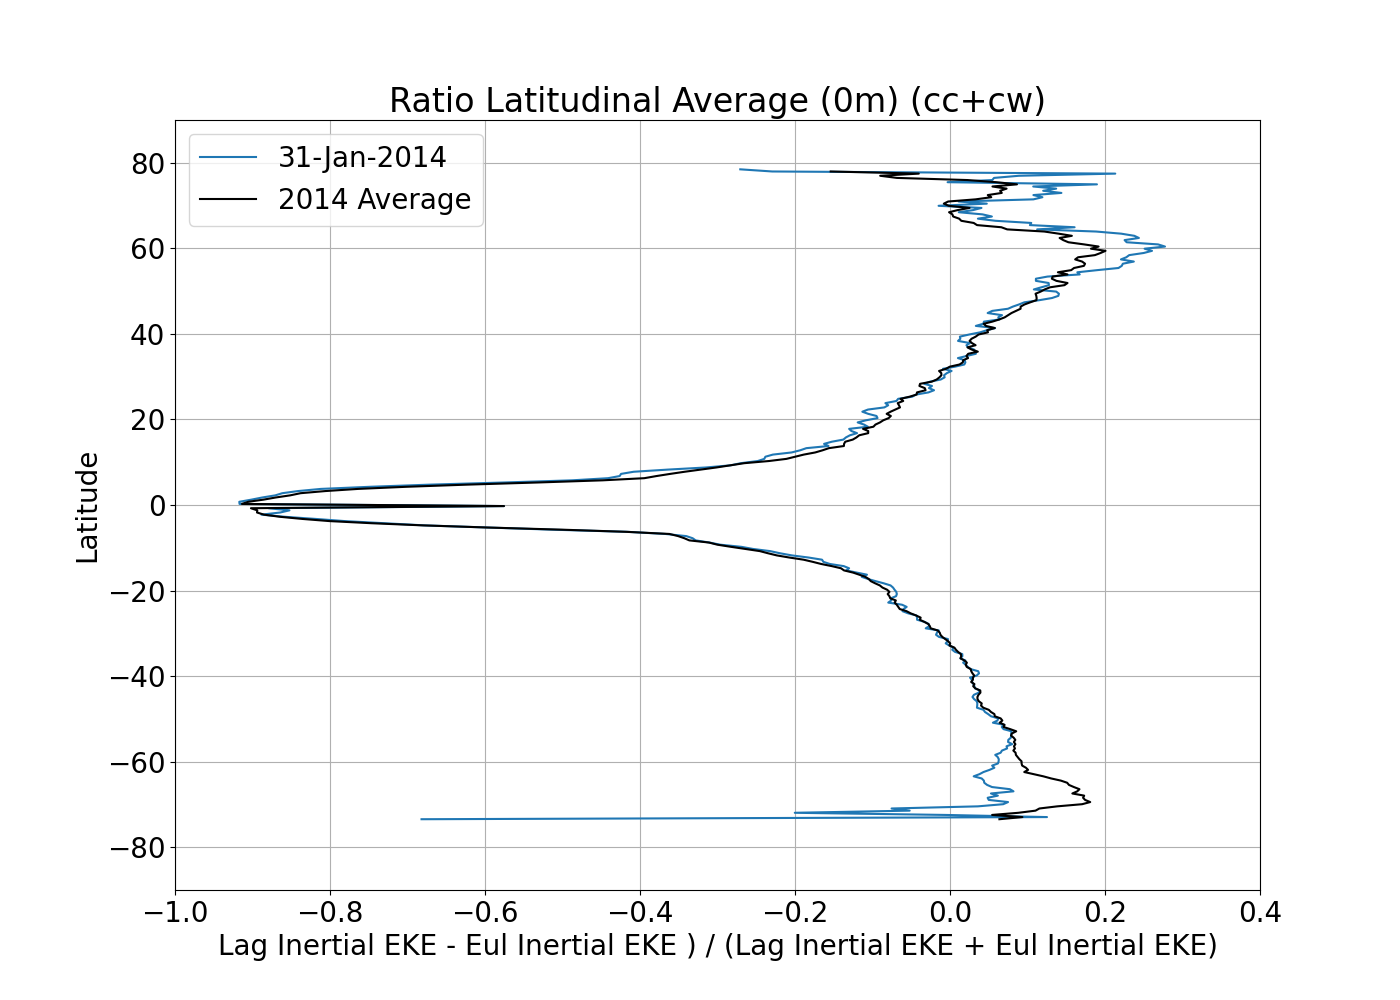 Ratio Latitudinal Average (0m) (cc+cw)
31-Jan-2014
2014 Average
80
60
40
20
0
−20
−40
−60
−80
Latitude
−1.0 −0.8 −0.6 −0.4 −0.2 0.0 0.2 0.4
Lag Inertial EKE - Eul Inertial EKE ) / (Lag Inertial EKE + Eul Inertial EKE)